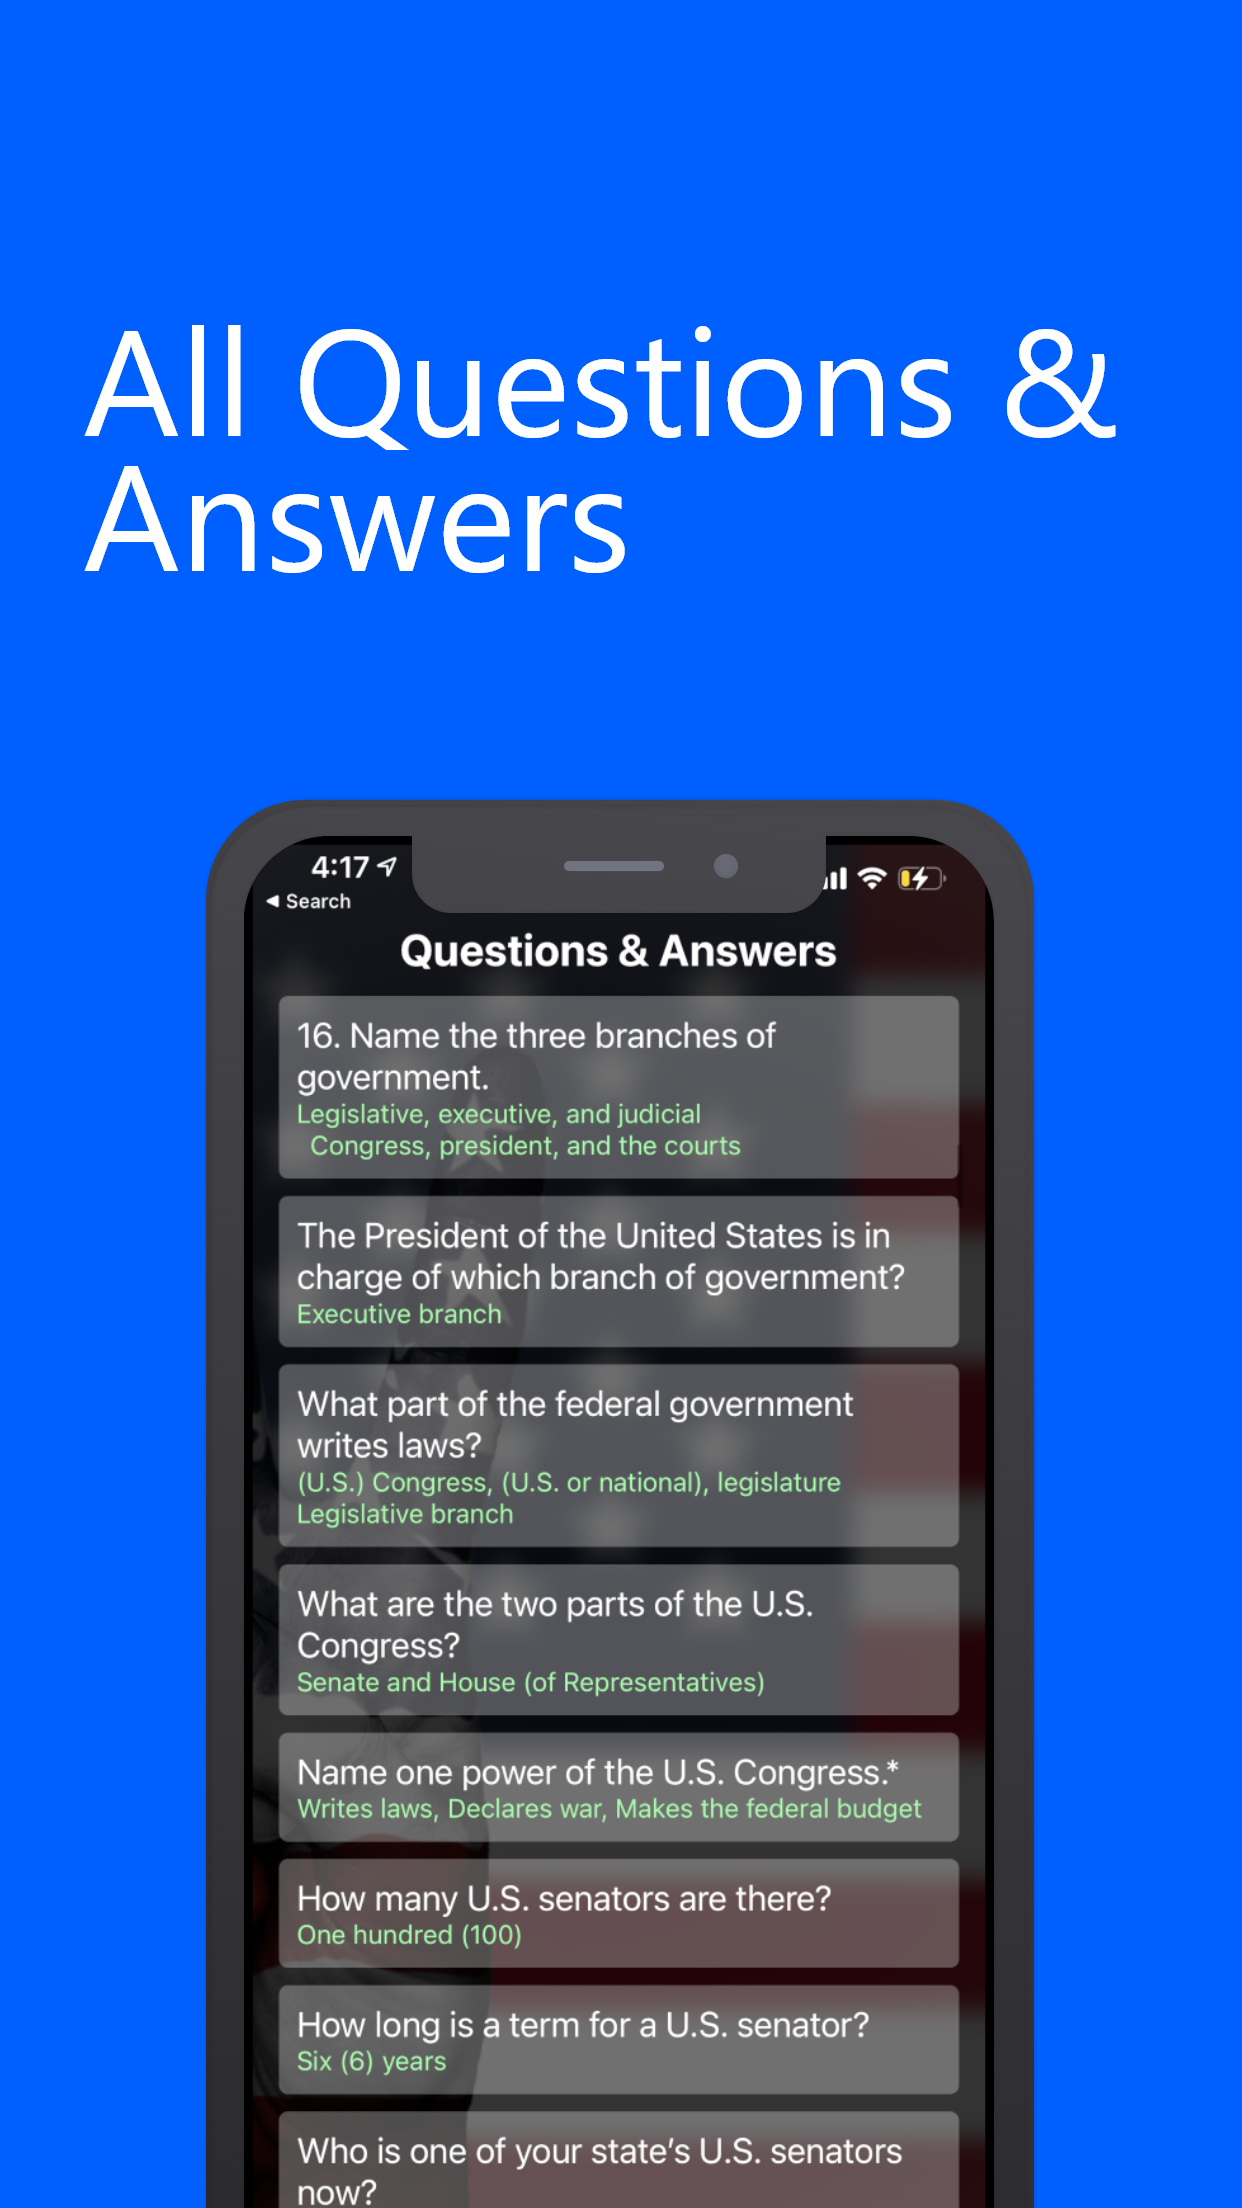 All Questions &
Answers
4:17
◀ Search
Questions & Answers
16. Name the three branches of
government.
Legislative, executive, and judicial
Congress, president, and the courts
The President of the United States is in
charge of which branch of government?
Executive branch
What part of the federal government
writes laws?
(U.S.) Congress, (U.S. or national), legislature
Legislative branch
What are the two parts of the U.S.
Congress?
Senate and House (of Representatives)
Name one power of the U.S. Congress.*
Writes laws, Declares war, Makes the federal budget
How many U.S. senators are there?
One hundred (100)
How long is a term for a U.S. senator?
Six (6) years
Who is one of your state's U.S. senators
now?